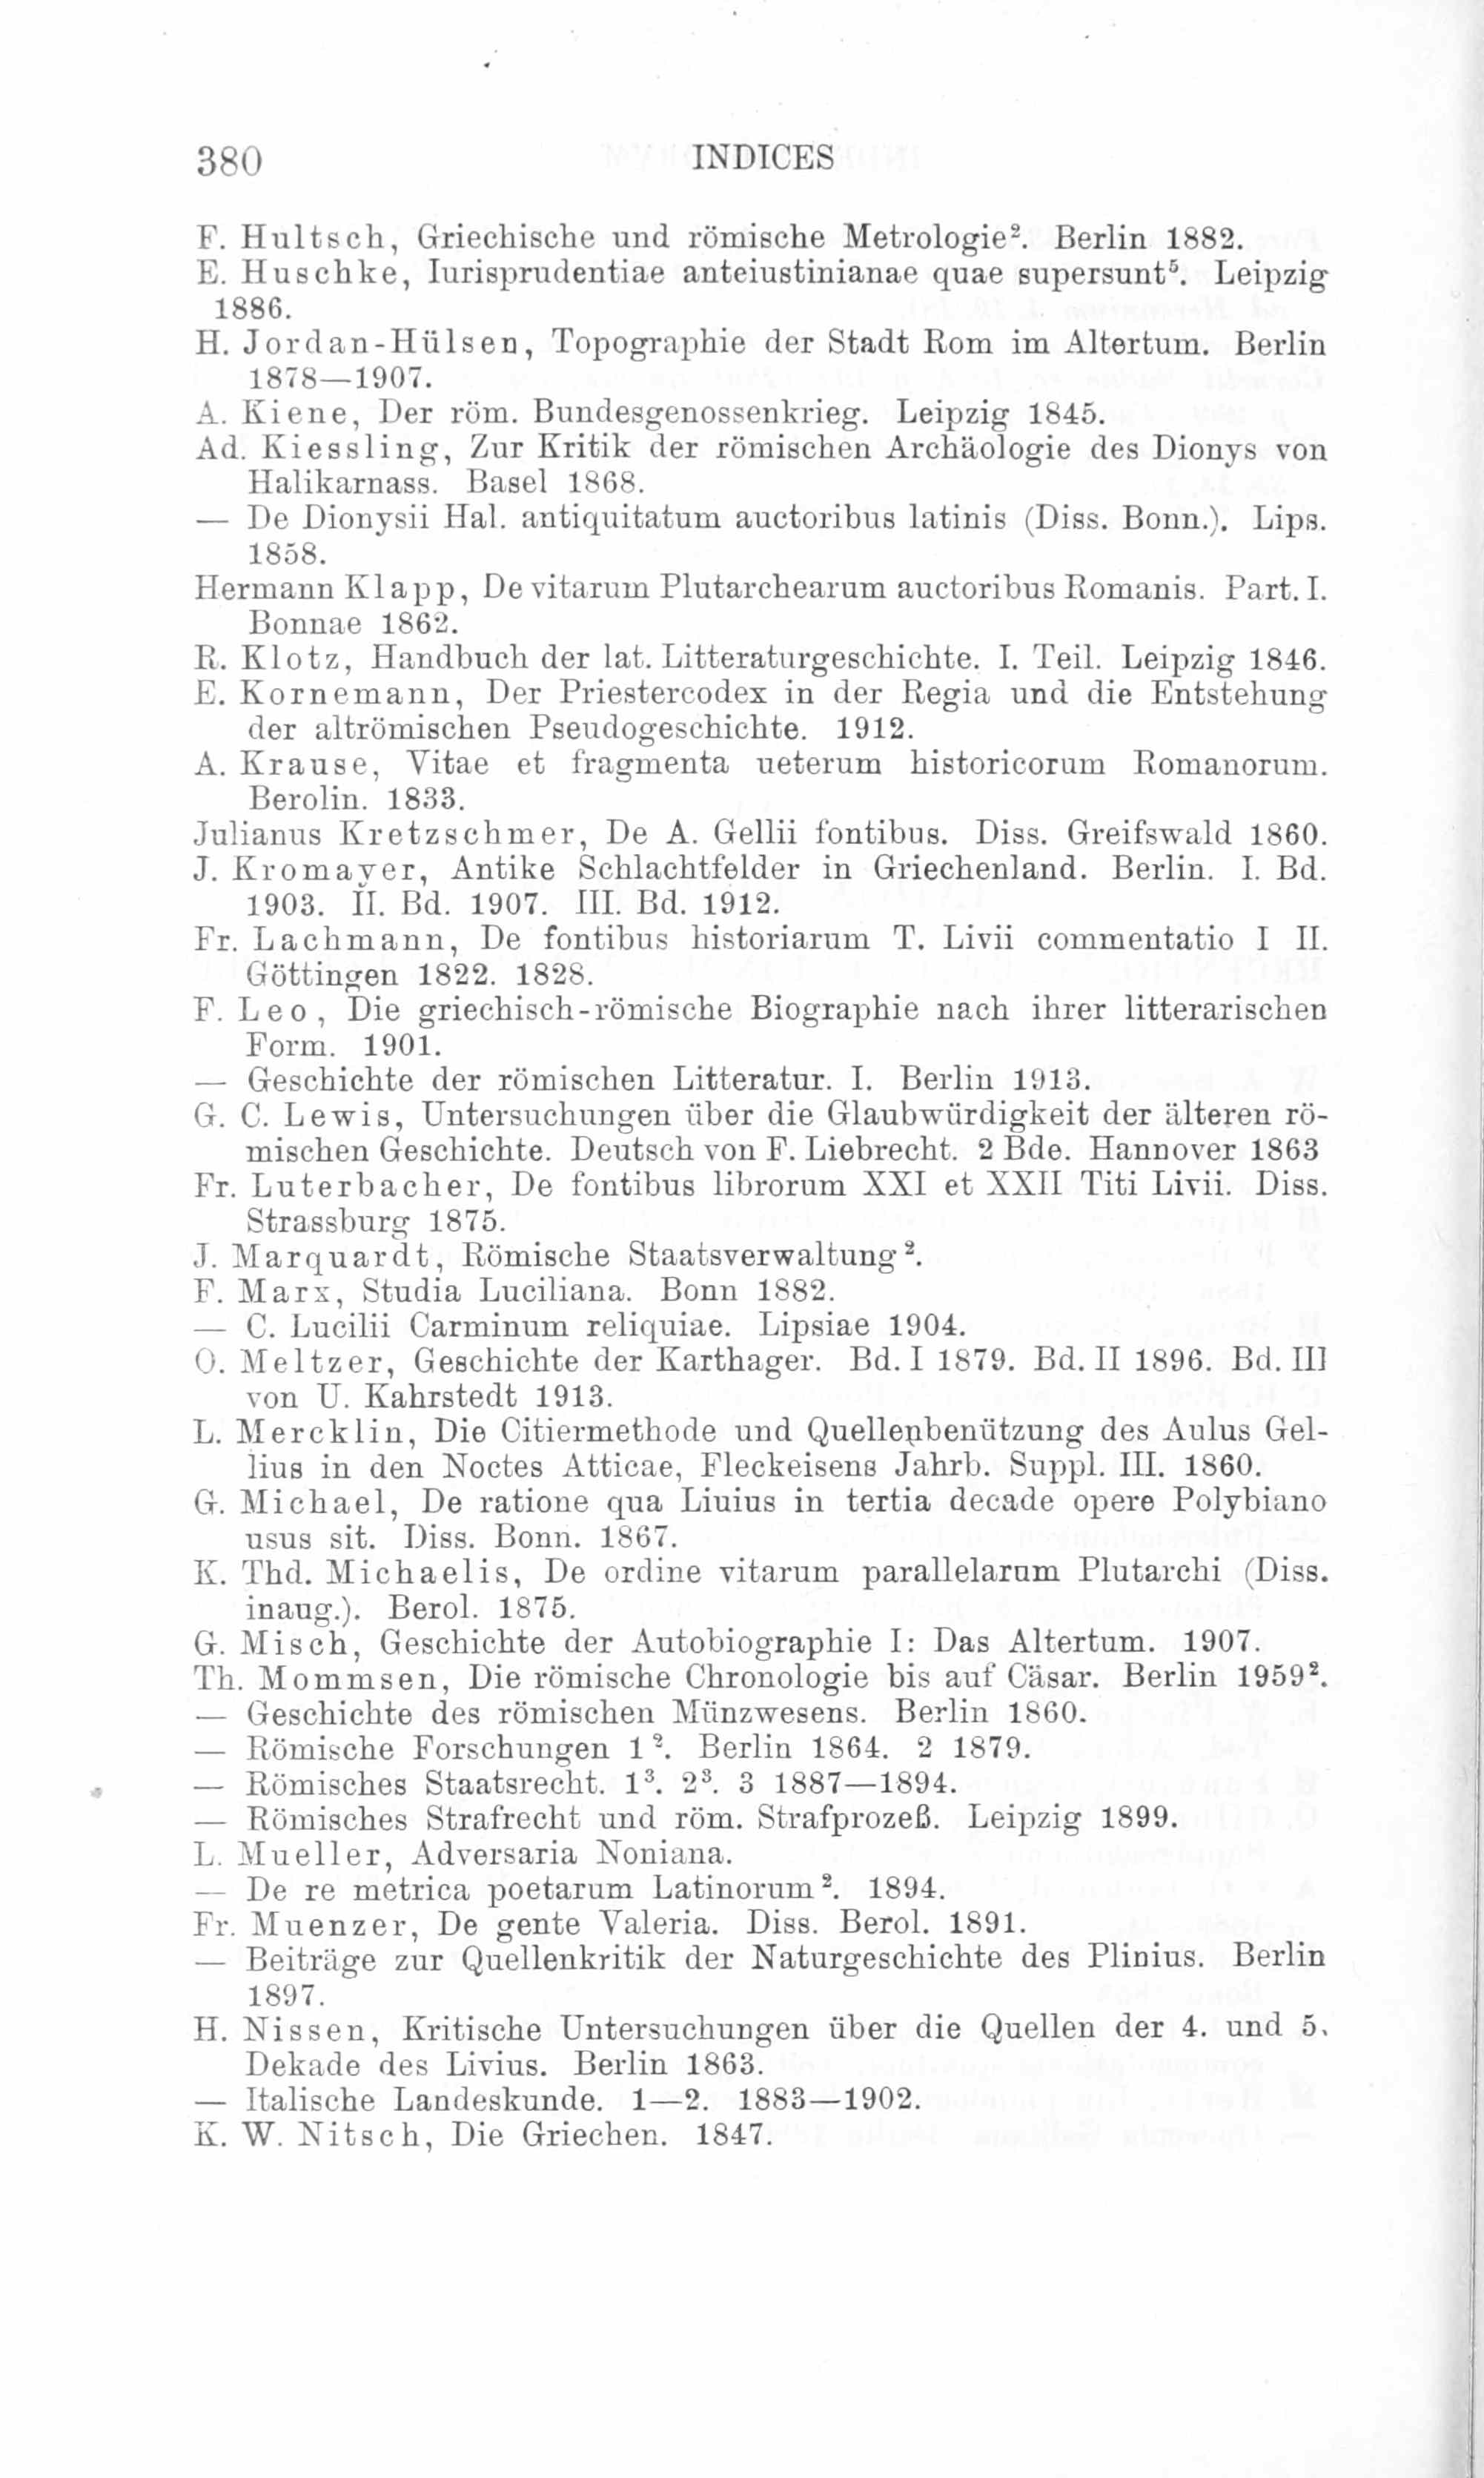 380 INDICES
F. Hultsch, Griechische und römische Metrologie². Berlin 1882.
E. Huschke, Iurisprudentiae anteiustinianae quae supersunt⁵. Leipzig
1886.
H. Jordan-Hülsen, Topographie der Stadt Rom im Altertum. Berlin
1878—1907.
A. Kiene, Der röm. Bundesgenossenkrieg. Leipzig 1845.
Ad. Kiessling, Zur Kritik der römischen Archäologie des Dionys von
Halikarnass. Basel 1868.
— De Dionysii Hal. antiquitatum auctoribus latinis (Diss. Bonn.). Lips.
1858.
Hermann Klapp, De vitarum Plutarchearum auctoribus Romanis. Part. I.
Bonnae 1862.
R. Klotz, Handbuch der lat. Litteraturgeschichte. I. Teil. Leipzig 1846.
E. Kornemann, Der Priestercodex in der Regia und die Entstehung
der altrömischen Pseudogeschichte. 1912.
A. Krause, Vitae et fragmenta ueterum historicorum Romanorum.
Berolin. 1833.
Julianus Kretzschmer, De A. Gellii fontibus. Diss. Greifswald 1860.
J. Kromayer, Antike Schlachtfelder in Griechenland. Berlin. I. Bd.
1903. II. Bd. 1907. III. Bd. 1912.
Fr. Lachmann, De fontibus historiarum T. Livii commentatio I II.
Göttingen 1822. 1828.
F. Leo, Die griechisch-römische Biographie nach ihrer litterarischen
Form. 1901.
— Geschichte der römischen Litteratur. I. Berlin 1913.
G. C. Lewis, Untersuchungen über die Glaubwürdigkeit der älteren rö-
mischen Geschichte. Deutsch von F. Liebrecht. 2 Bde. Hannover 1863
Fr. Luterbacher, De fontibus librorum XXI et XXII Titi Livii. Diss.
Strassburg 1875.
J. Marquardt, Römische Staatsverwaltung².
F. Marx, Studia Luciliana. Bonn 1882.
— C. Lucilii Carminum reliquiae. Lipsiae 1904.
O. Meltzer, Geschichte der Karthager. Bd. I 1879. Bd. II 1896. Bd. III
von U. Kahrstedt 1913.
L. Mercklin, Die Citiermethode und Quellenbenützung des Aulus Gel-
lius in den Noctes Atticae, Fleckeisens Jahrb. Suppl. III. 1860.
G. Michael, De ratione qua Liuius in tertia decade opere Polybiano
usus sit. Diss. Bonn. 1867.
K. Thd. Michaelis, De ordine vitarum parallelarum Plutarchi (Diss.
inaug.). Berol. 1875.
G. Misch, Geschichte der Autobiographie I: Das Altertum. 1907.
Th. Mommsen, Die römische Chronologie bis auf Cäsar. Berlin 1959².
— Geschichte des römischen Münzwesens. Berlin 1860.
— Römische Forschungen 1². Berlin 1864. 2 1879.
— Römisches Staatsrecht. 1³. 2³. 3 1887—1894.
— Römisches Strafrecht und röm. Strafprozeß. Leipzig 1899.
L. Mueller, Adversaria Noniana.
— De re metrica poetarum Latinorum². 1894.
Fr. Muenzer, De gente Valeria. Diss. Berol. 1891.
— Beiträge zur Quellenkritik der Naturgeschichte des Plinius. Berlin
1897.
H. Nissen, Kritische Untersuchungen über die Quellen der 4. und 5.
Dekade des Livius. Berlin 1863.
— Italische Landeskunde. 1—2. 1883—1902.
K. W. Nitsch, Die Griechen. 1847.